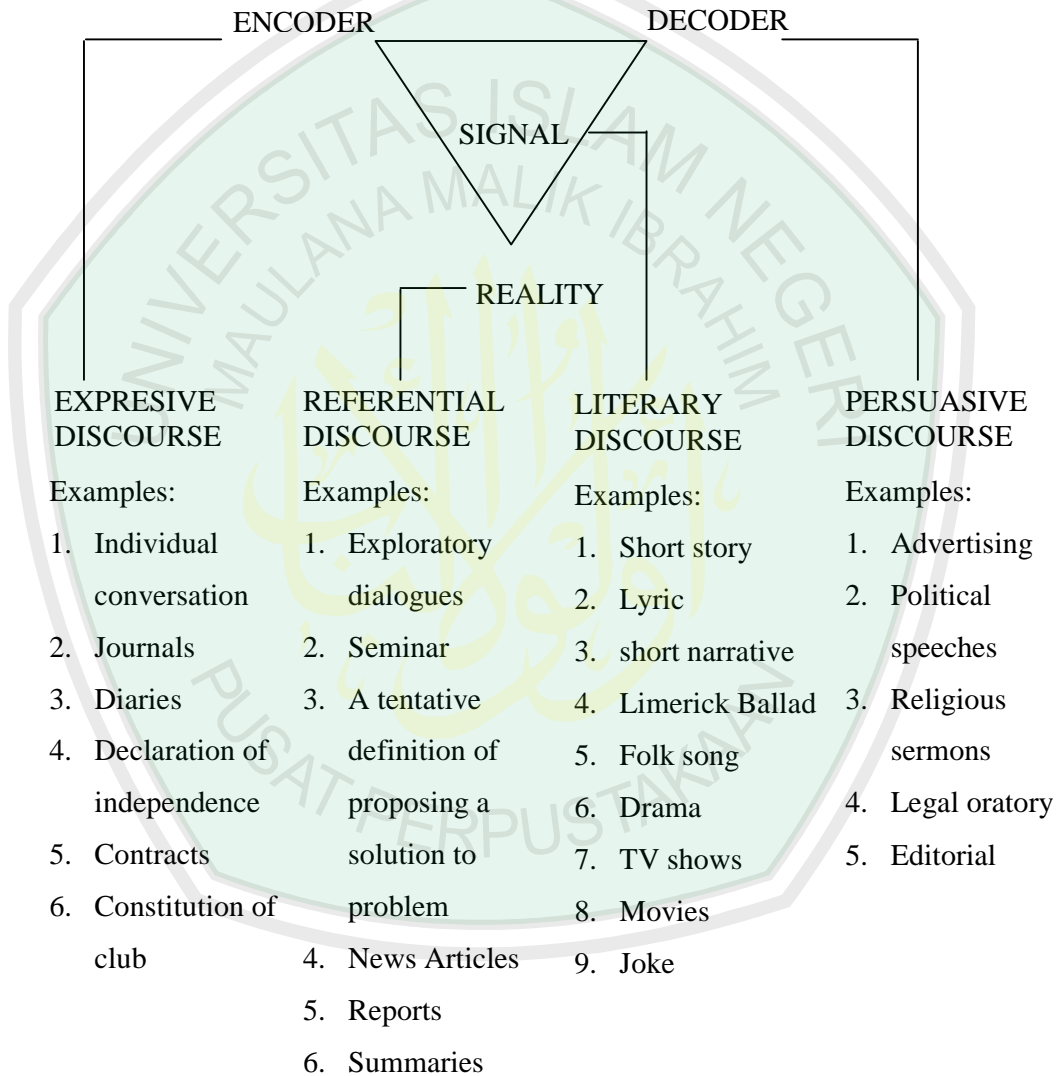 ENCODER
DECODER
SIGNAL
REALITY
EXPRESIVE
DISCOURSE
Examples:
1. Individual
conversation
2. Journals
3. Diaries
4. Declaration of
independence
5. Contracts
6. Constitution of
club
REFERENTIAL
DISCOURSE
Examples:
1. Exploratory
dialogues
2. Seminar
3. A tentative
definition of
proposing a
solution to
problem
4. News Articles
5. Reports
6. Summaries
LITERARY
DISCOURSE
Examples:
1. Short story
2. Lyric
3. short narrative
4. Limerick Ballad
5. Folk song
6. Drama
7. TV shows
8. Movies
9. Joke
PERSUASIVE
DISCOURSE
Examples:
1. Advertising
2. Political
speeches
3. Religious
sermons
4. Legal oratory
5. Editorial
UNIVERSITAS ISLAM NEGERI
MAULANA MALIK IBRAHIM
PUSAT PERPUSTAKAAN